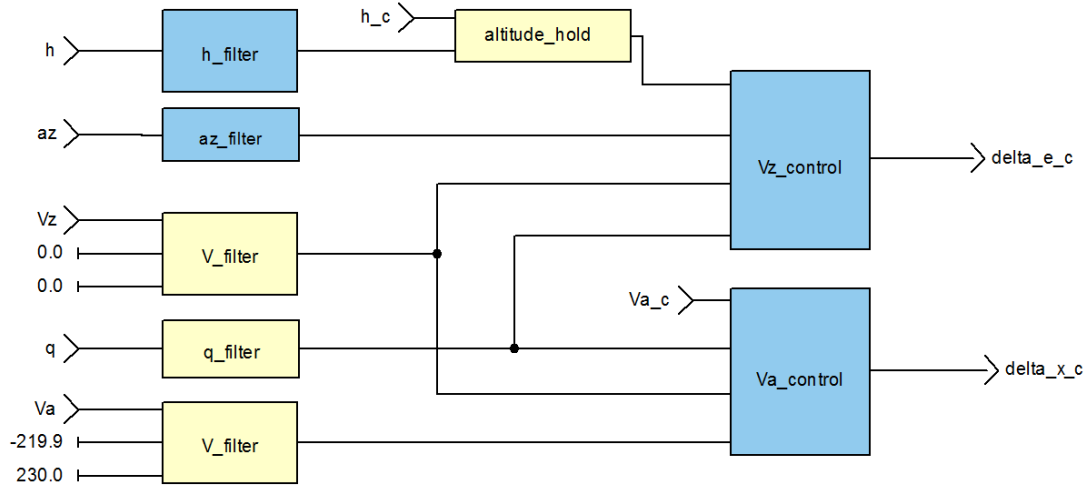 h_c
altitude_hold
h
h_filter
az
az_filter
Vz_control
delta_e_c
Vz
0.0
0.0
V_filter
Va_c
q
q_filter
Va_control
delta_x_c
Va
-219.9
230.0
V_filter